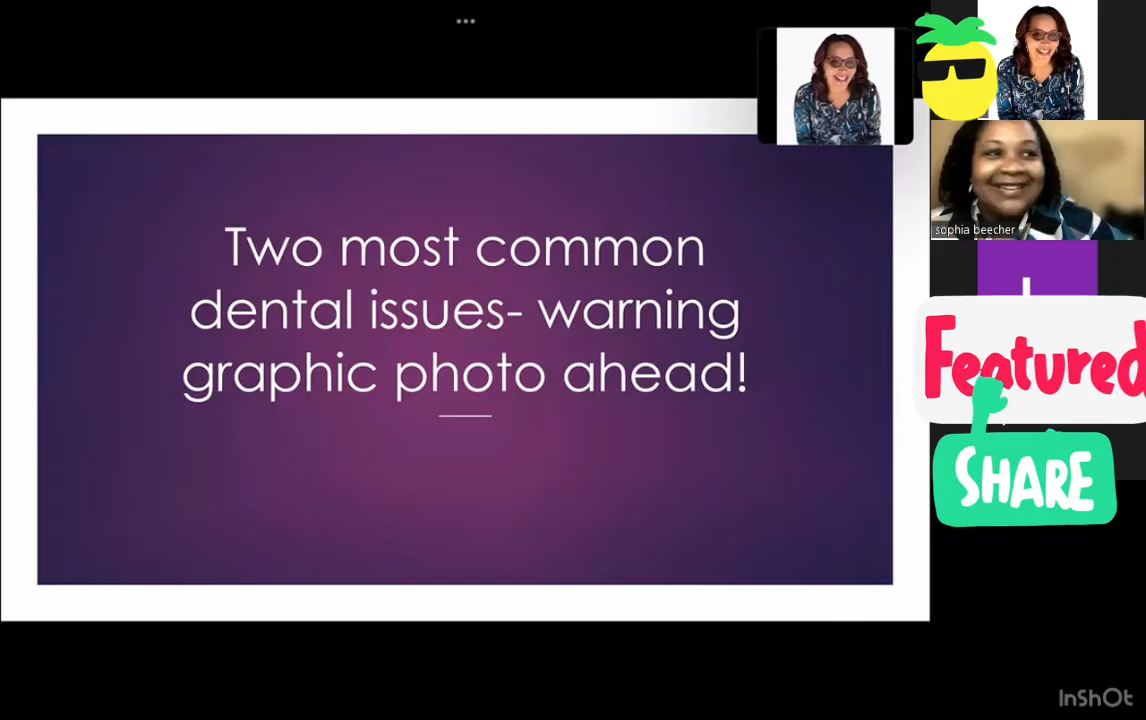 Two most common
dental issues- warning
graphic photo ahead!
sophia beecher
Featured
SHARE
InShOt